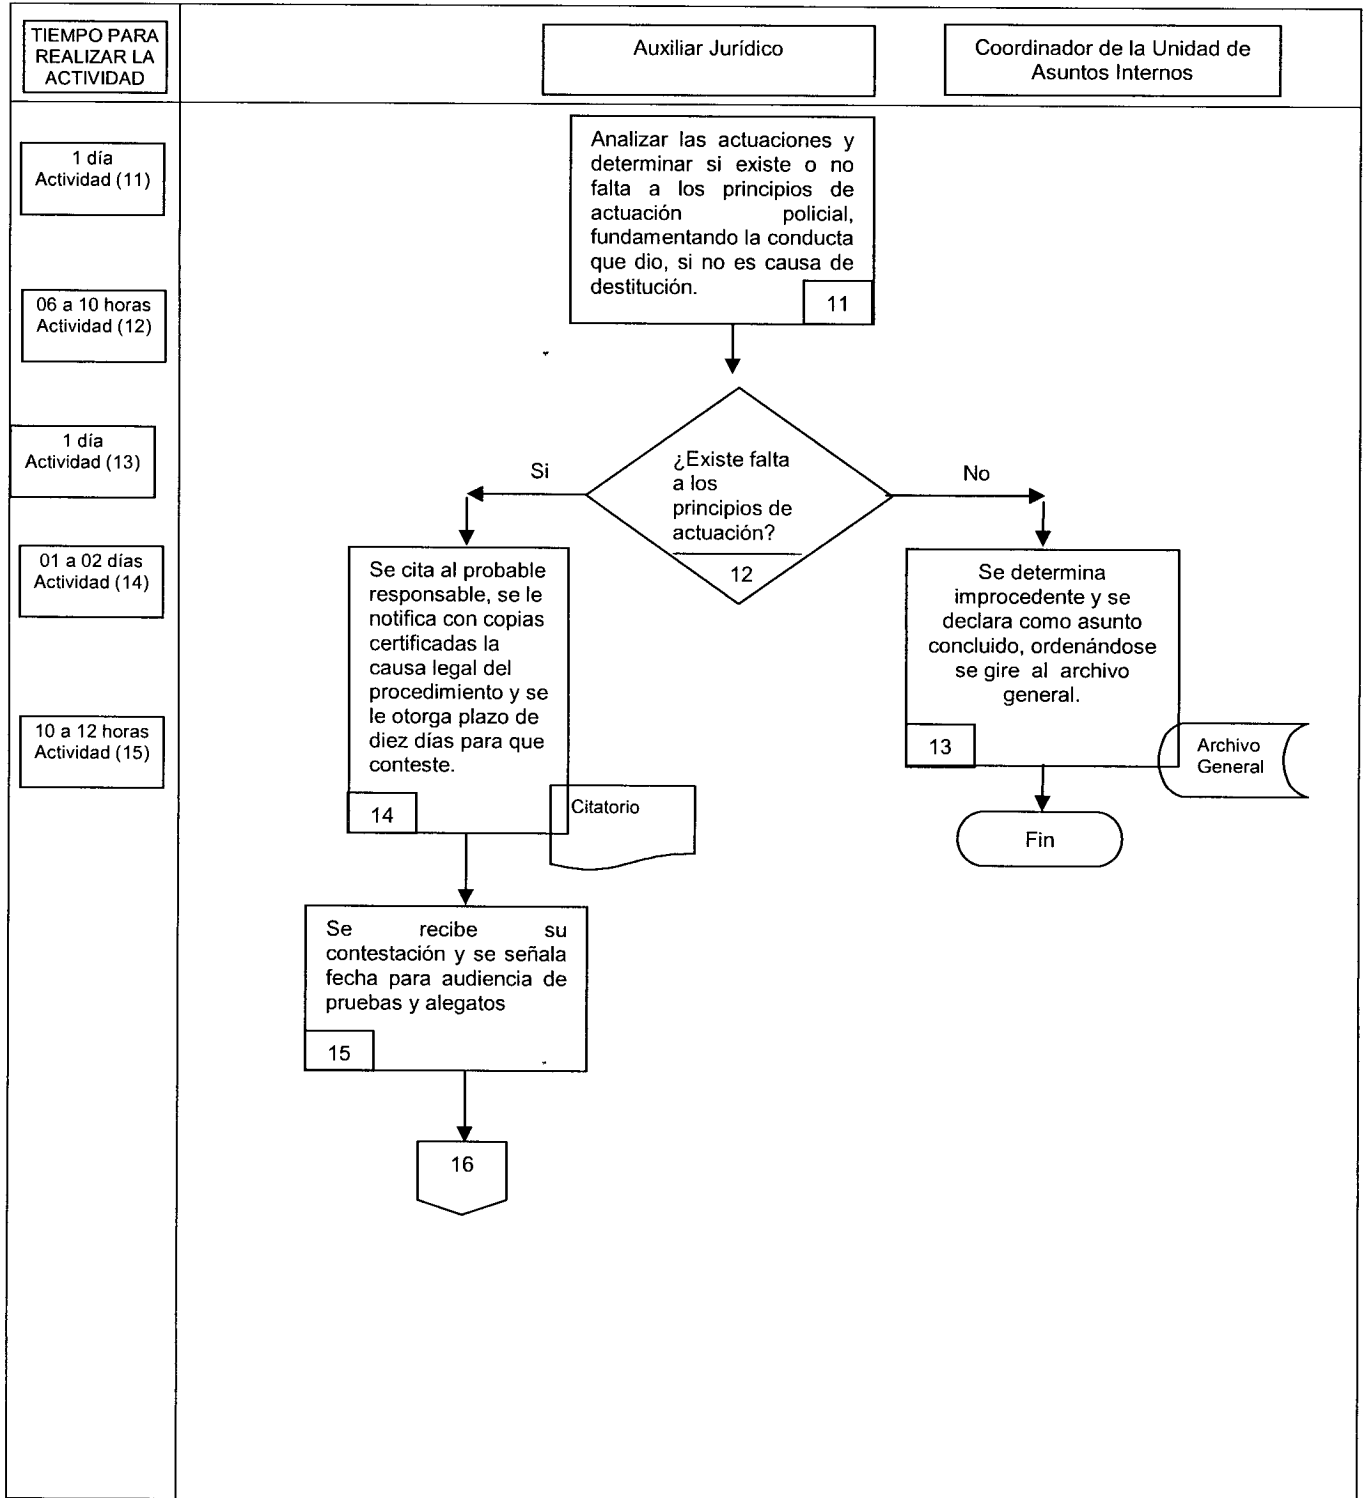 TIEMPO PARA
REALIZAR LA
ACTIVIDAD
Auxiliar Jurídico
Coordinador de la Unidad de
Asuntos Internos
1 día
Actividad (11)
06 a 10 horas
Actividad (12)
1 día
Actividad (13)
01 a 02 días
Actividad (14)
10 a 12 horas
Actividad (15)
Analizar las actuaciones y
determinar si existe o no
falta a los principios de
actuación policial,
fundamentando la conducta
que dio, si no es causa de
destitución.
11
¿Existe falta
a los
principios de
actuación?
12
Si
No
Se cita al probable
responsable, se le
notifica con copias
certificadas la
causa legal del
procedimiento y se
le otorga plazo de
diez días para que
conteste.
14
Citatorio
Se determina
improcedente y se
declara como asunto
concluido, ordenándose
se gire al archivo
general.
13
Archivo
General
Fin
Se recibe su
contestación y se señala
fecha para audiencia de
pruebas y alegatos
15
16